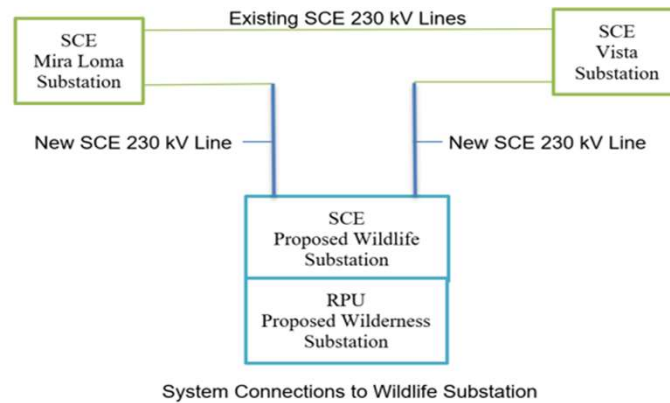 Existing SCE 230 kV Lines
SCE
Mira Loma
Substation
SCE
Vista
Substation
New SCE 230 kV Line
New SCE 230 kV Line
SCE
Proposed Wildlife
Substation
RPU
Proposed Wilderness
Substation
System Connections to Wildlife Substation